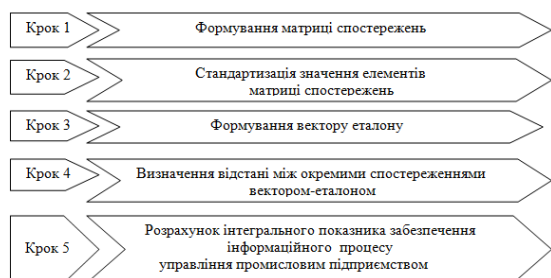 Крок 1
Формування матриці спостережень
Крок 2
Стандартизація значення елементів
матриці спостережень
Крок 3
Формування вектору еталону
Крок 4
Визначення відстані між окремими спостереженнями
вектором-еталоном
Крок 5
Розрахунок інтегрального показника забезпечення
інформаційного процесу
управління промисловим підприємством